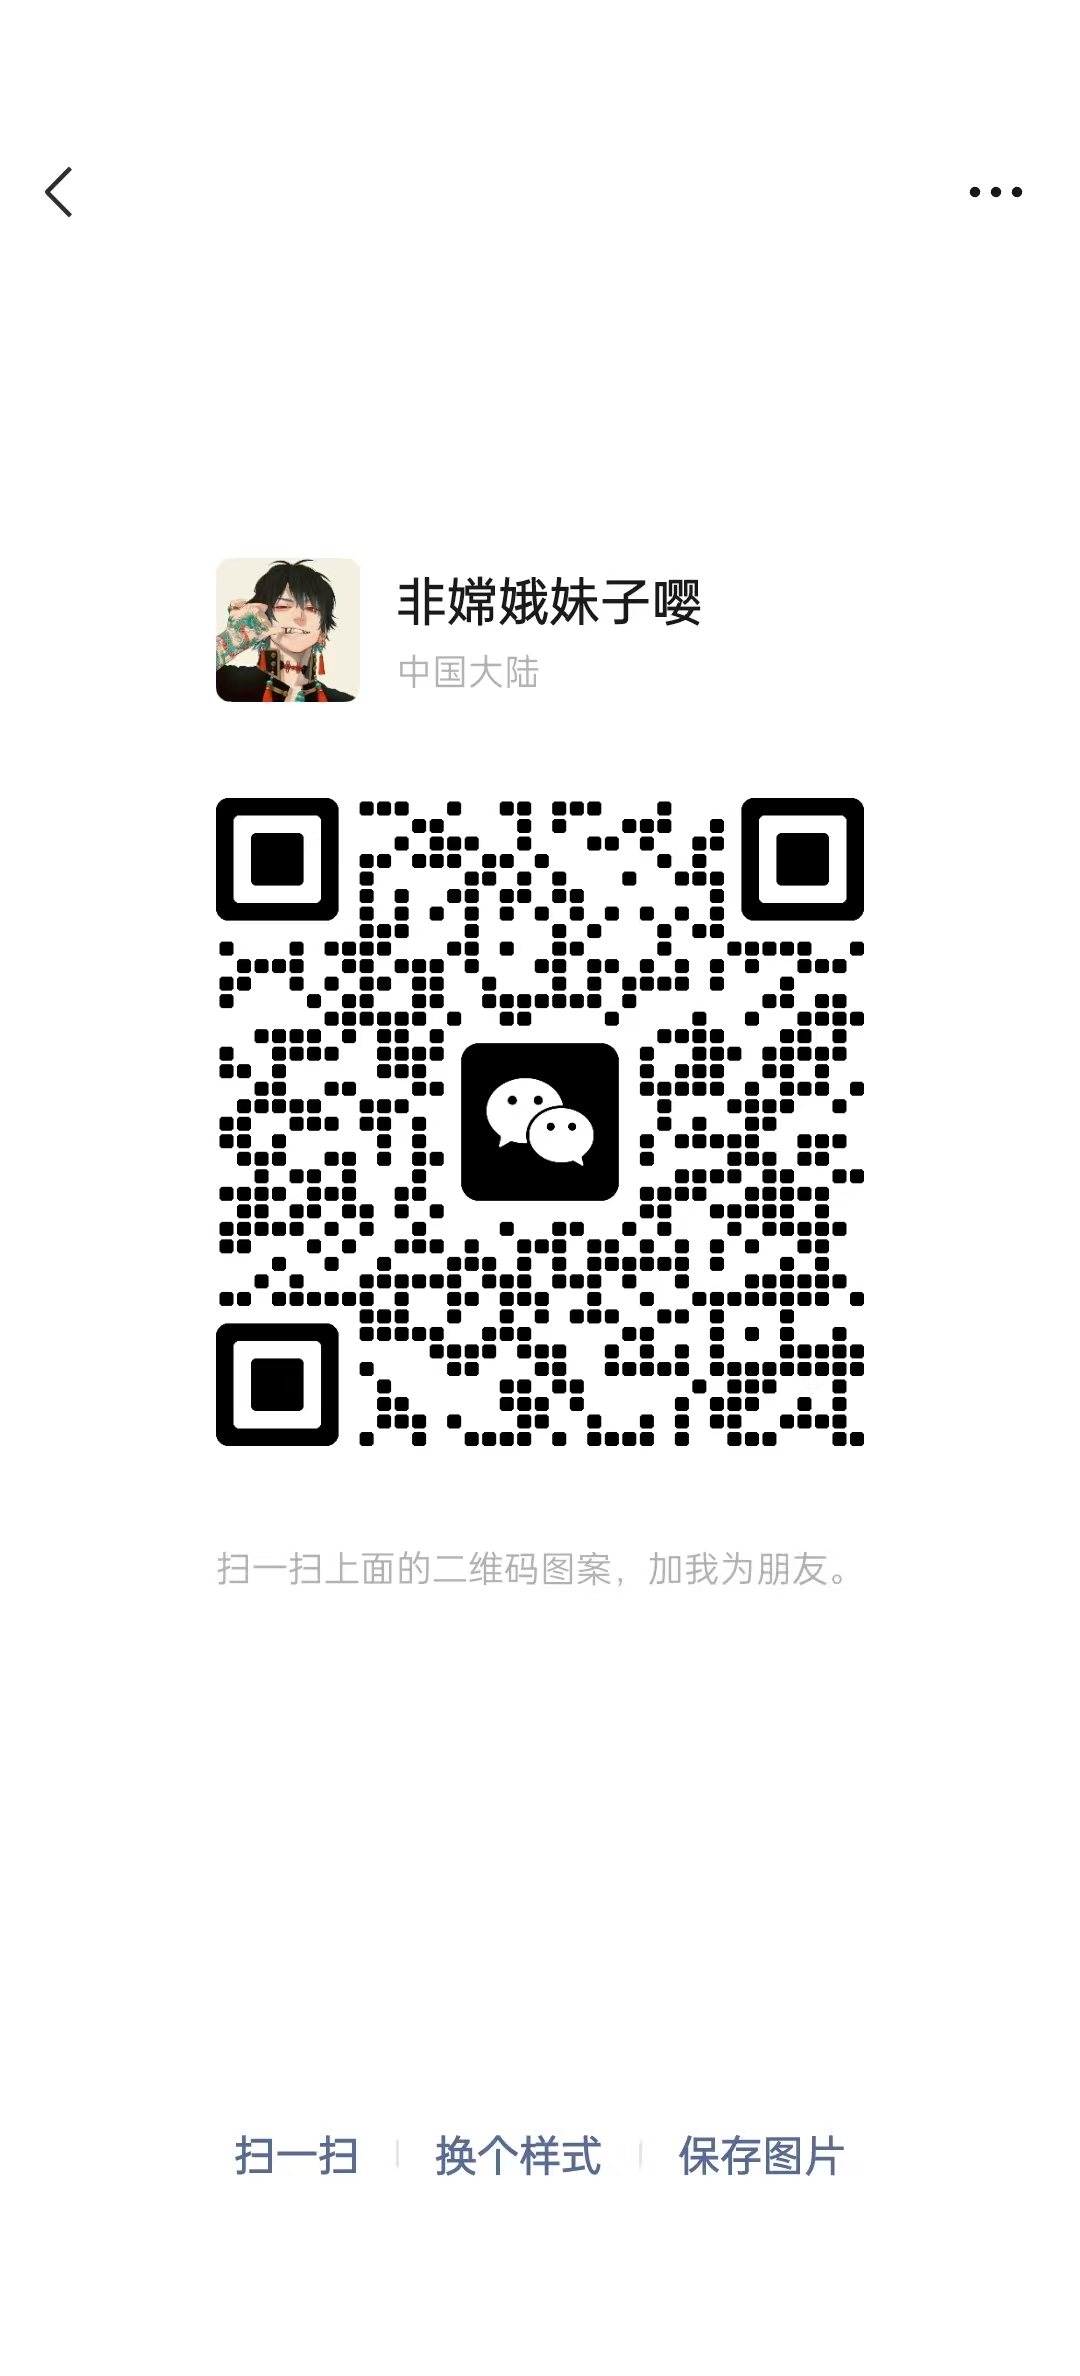 非嫦娥妹子嘤
中国大陆
扫一扫上面的二维码图案，加我为朋友。
扫一扫
换个样式
保存图片